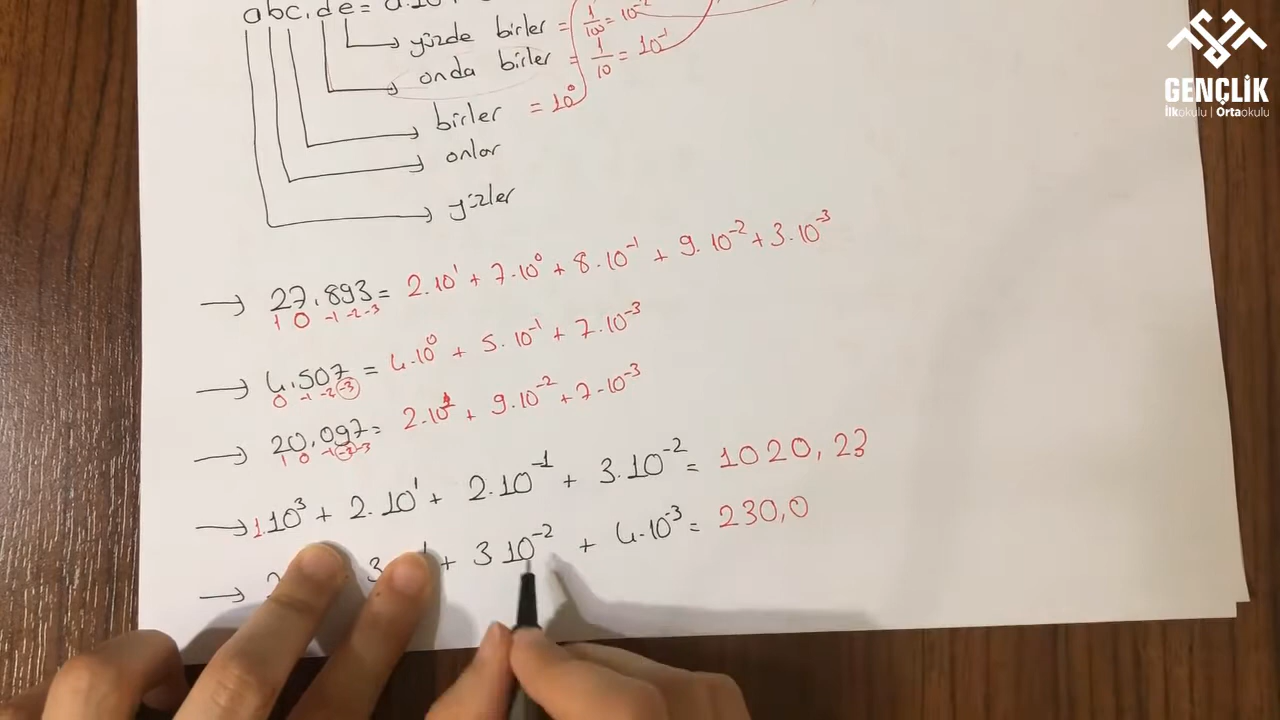 abc,de =
yüzde birler = 1/100 = 10⁻²
onda birler = 1/10 = 10⁻¹
birler = 10⁰
onlar
yüzler
→ 27,893 = 2.10¹ + 7.10⁰ + 8.10⁻¹ + 9.10⁻² + 3.10⁻³
1 0 -1 -2 -3
→ 4,507 = 4.10⁰ + 5.10⁻¹ + 7.10⁻³
0 -1 -2 -3
→ 20,097 = 2.10¹ + 9.10⁻² + 7.10⁻³
1 0 -1 -2 -3
→ 1.10³ + 2.10¹ + 2.10⁻¹ + 3.10⁻² = 1020,23
→ 3 + 3 10⁻² + 4.10⁻³ = 230,0
GENÇLİK
İlkokulu | Ortaokulu